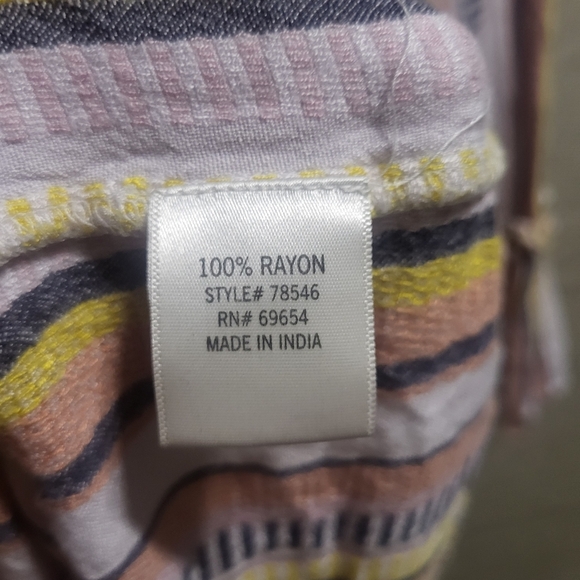 100% RAYON
STYLE# 78546
RN# 69654
MADE IN INDIA